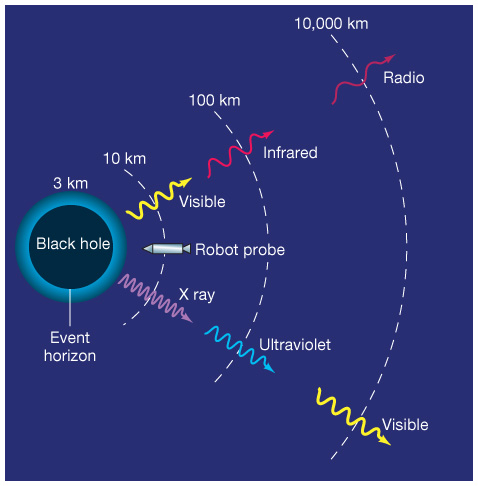 10,000 km
Radio
100 km
Infrared
10 km
3 km
Visible
Black hole
Robot probe
X ray
Event
horizon
Ultraviolet
Visible